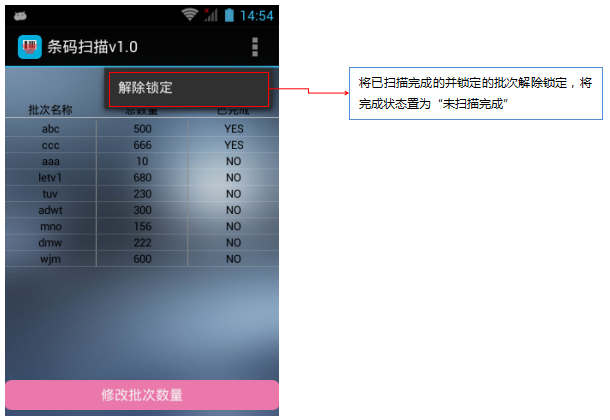 14:54
条码扫描v1.0
解除锁定
批次名称 总数量 已完成
abc 500 YES
ccc 666 YES
aaa 10 NO
letv1 680 NO
tuv 230 NO
adwt 300 NO
mno 156 NO
dmw 222 NO
wjm 600 NO
修改批次数量
将已扫描完成的并锁定的批次解除锁定，将
完成状态置为“未扫描完成”